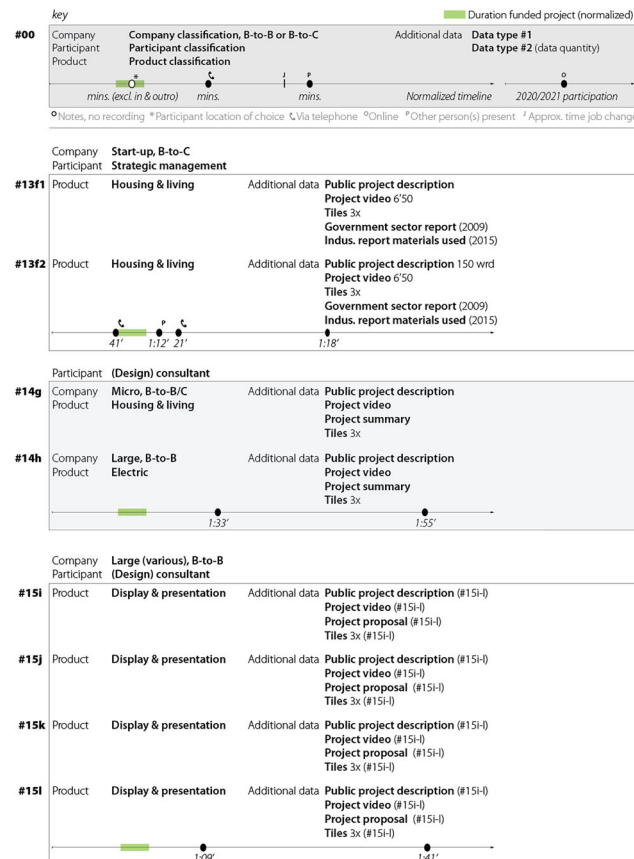 key
Duration funded project (normalized)
#00 Company Company classification, B-to-B or B-to-C Additional data Data type #1
Participant Participant classification Data type #2 (data quantity)
Product Product classification
* J P O
mins. (excl. in & outro) mins. mins. Normalized timeline 2020/2021 participation
O Notes, no recording * Participant location of choice Via telephone O Online P Other person(s) present J Approx. time job change
Company Start-up, B-to-C
Participant Strategic management
#13f1 Product Housing & living Additional data Public project description
Project video 6'50
Tiles 3x
Government sector report (2009)
Indus. report materials used (2015)
#13f2 Product Housing & living Additional data Public project description 150 wrd
Project video 6'50
Tiles 3x
Government sector report (2009)
Indus. report materials used (2015)
P
41' 1:12' 21' 1:18'
Participant (Design) consultant
#14g Company Micro, B-to-B/C Additional data Public project description
Product Housing & living Project video
Project summary
Tiles 3x
#14h Company Large, B-to-B Additional data Public project description
Product Electric Project video
Project summary
Tiles 3x
1:33' 1:55'
Company Large (various), B-to-B
Participant (Design) consultant
#15i Product Display & presentation Additional data Public project description (#15i-l)
Project video (#15i-l)
Project proposal (#15i-l)
Tiles 3x (#15i-l)
#15j Product Display & presentation Additional data Public project description (#15i-l)
Project video (#15i-l)
Project proposal (#15i-l)
Tiles 3x (#15i-l)
#15k Product Display & presentation Additional data Public project description (#15i-l)
Project video (#15i-l)
Project proposal (#15i-l)
Tiles 3x (#15i-l)
#15l Product Display & presentation Additional data Public project description (#15i-l)
Project video (#15i-l)
Project proposal (#15i-l)
Tiles 3x (#15i-l)
1:09' 1:41'